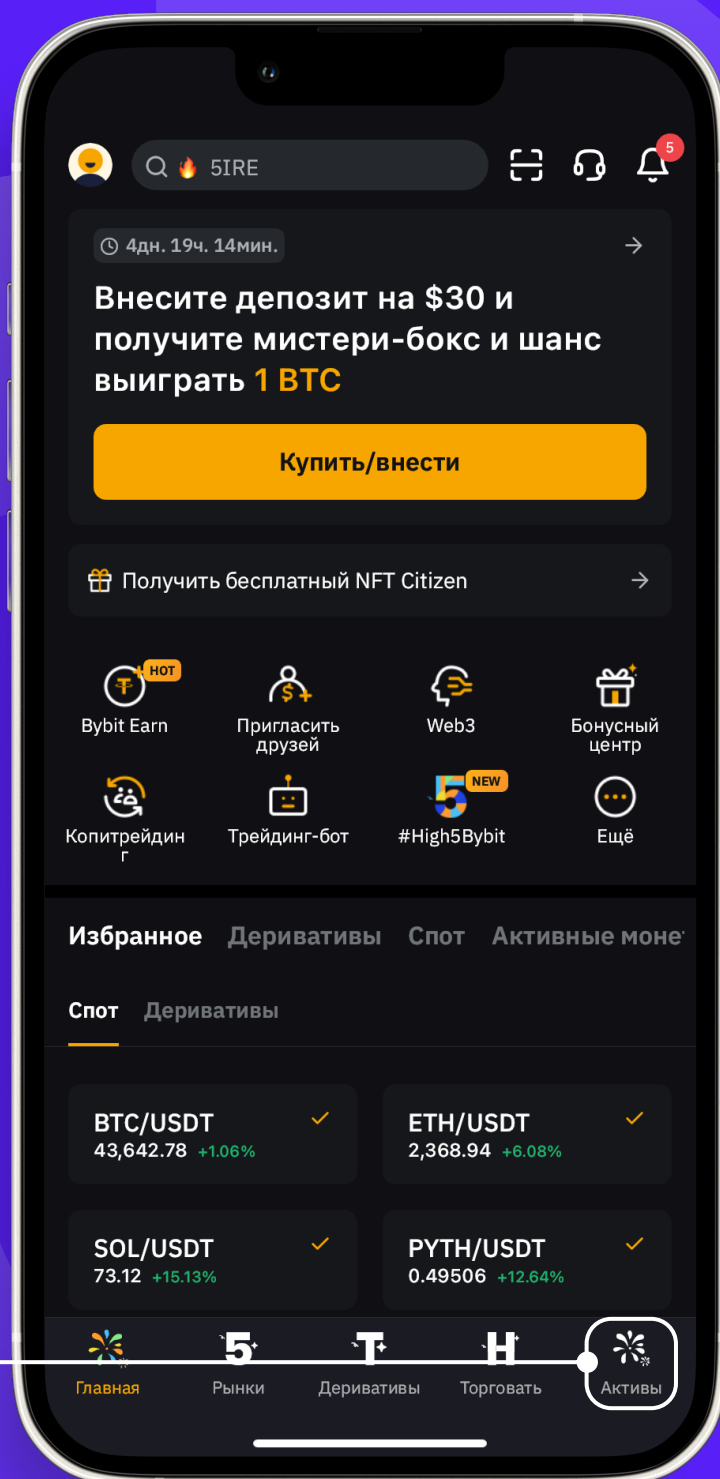 5IRE
5
4дн. 19ч. 14мин.
Внесите депозит на $30 и
получите мистери-бокс и шанс
выиграть 1 BTC
Купить/внести
Получить бесплатный NFT Citizen
HOT
Bybit Earn
Пригласить
друзей
Web3
Бонусный
центр
Копитрейдин
г
Трейдинг-бот
NEW
#High5Bybit
Ещё
Избранное Деривативы Спот Активные моне
Спот Деривативы
BTC/USDT
43,642.78 +1.06%
ETH/USDT
2,368.94 +6.08%
SOL/USDT
73.12 +15.13%
PYTH/USDT
0.49506 +12.64%
5 T H
Главная Рынки Деривативы Торговать Активы